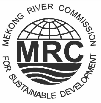 MEKONG RIVER COMMISSION
MRC
FOR SUSTAINABLE DEVELOPMENT